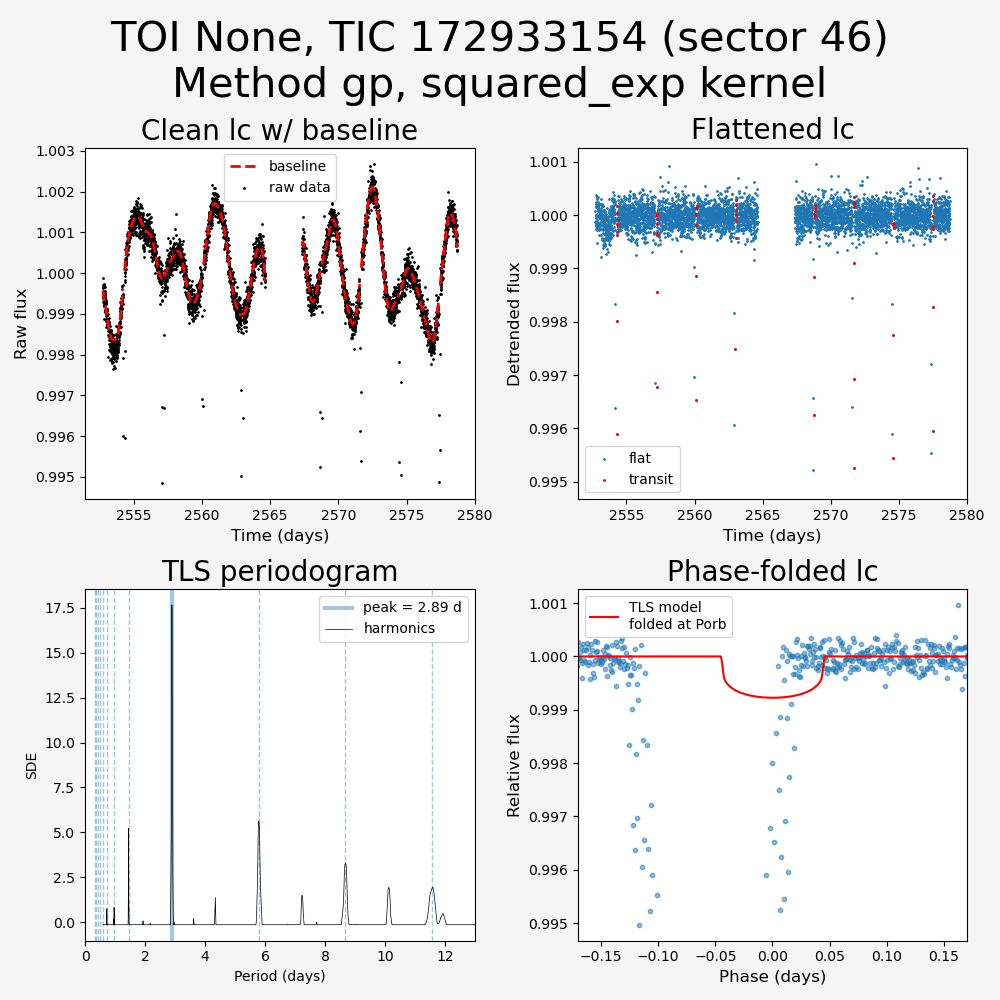 TOI None, TIC 172933154 (sector 46)
Method gp, squared_exp kernel
Clean lc w/ baseline
1.003
1.002
1.001
1.000
0.999
0.998
0.997
0.996
0.995
Raw flux
baseline
raw data
2555
2560
2565
2570
2575
2580
Time (days)
Flattened lc
1.001
1.000
0.999
0.998
0.997
0.996
0.995
Detrended flux
flat
transit
2555
2560
2565
2570
2575
2580
Time (days)
TLS periodogram
17.5
15.0
12.5
10.0
7.5
5.0
2.5
0.0
SDE
peak = 2.89 d
harmonics
0
2
4
6
8
10
12
Period (days)
Phase-folded lc
1.001
1.000
0.999
0.998
0.997
0.996
0.995
Relative flux
TLS model
folded at Porb
−0.15
−0.10
−0.05
0.00
0.05
0.10
0.15
Phase (days)